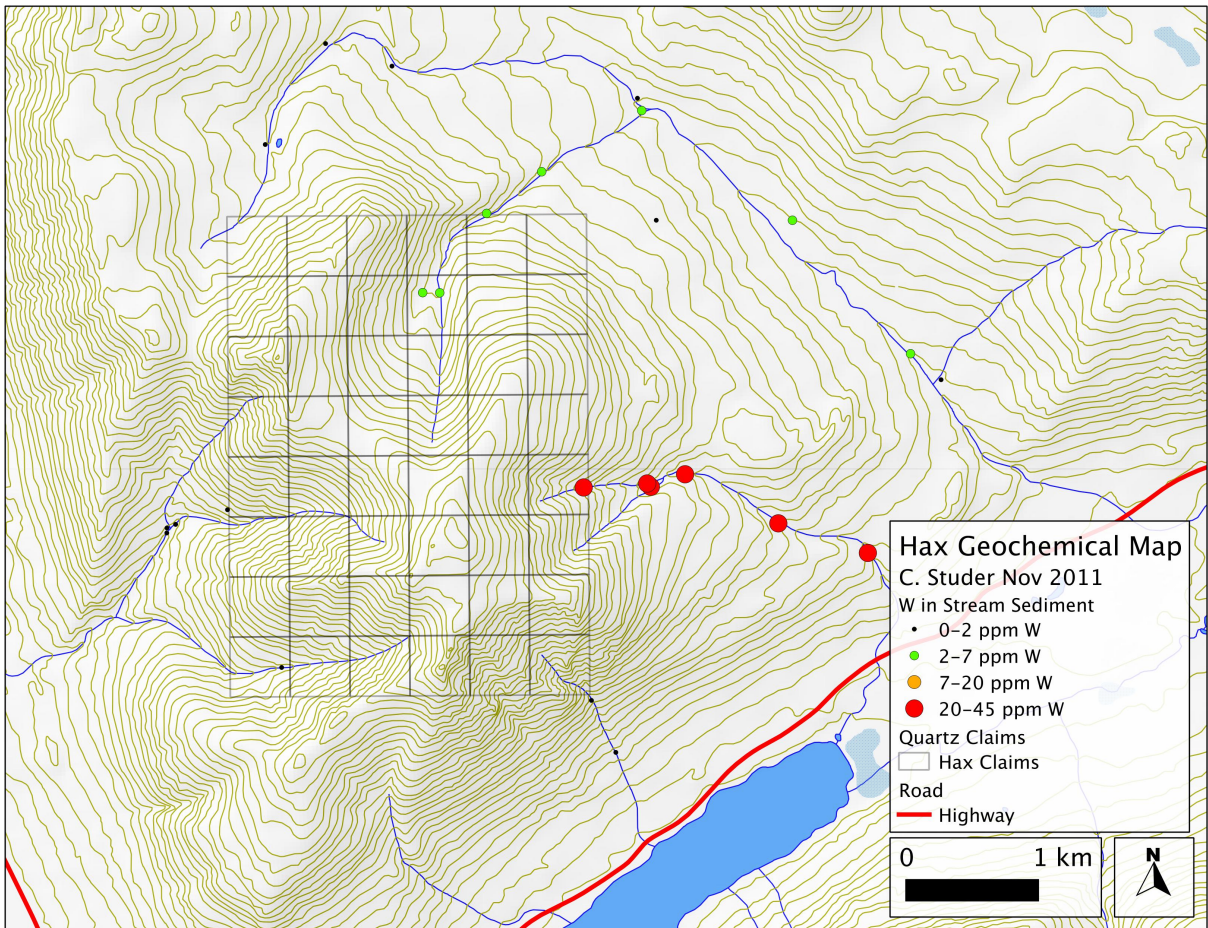 Hax Geochemical Map
C. Studer Nov 2011
W in Stream Sediment
0-2 ppm W
2-7 ppm W
7-20 ppm W
20-45 ppm W
Quartz Claims
Hax Claims
Road
Highway
0 1 km
N